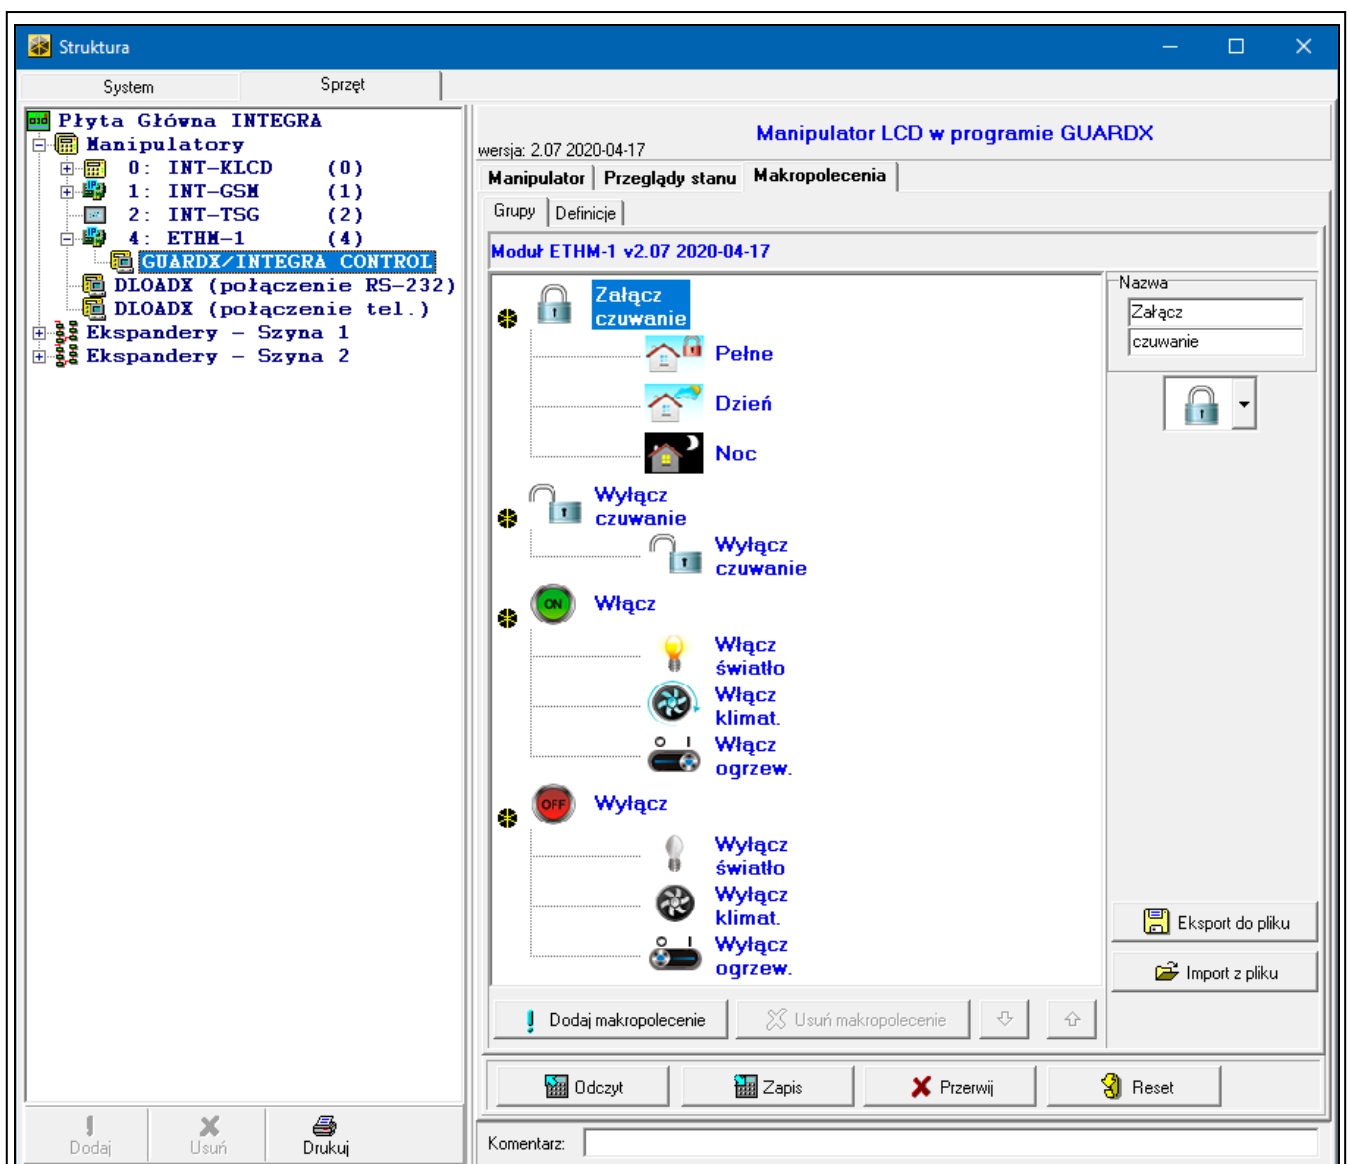 Struktura
System
Sprzęt
Płyta Główna INTEGRA
Manipulatory
0: INT-KLCD (0)
1: INT-GSM (1)
2: INT-TSG (2)
4: ETHM-1 (4)
GUARDX/INTEGRA CONTROL
DLOADX (połączenie RS-232)
DLOADX (połączenie tel.)
Ekspandery - Szyna 1
Ekspandery - Szyna 2
Dodaj
Usuń
Drukuj
Manipulator LCD w programie GUARDX
wersja: 2.07 2020-04-17
Manipulator
Przeglądy stanu
Makropolecenia
Grupy
Definicje
Moduł ETHM-1 v2.07 2020-04-17
Załącz
czuwanie
Pełne
Dzień
Noc
Wyłącz
czuwanie
Wyłącz
czuwanie
ON
Włącz
Włącz
światło
Włącz
klimat.
O I
Włącz
ogrzew.
OFF
Wyłącz
Wyłącz
światło
Wyłącz
klimat.
O I
Wyłącz
ogrzew.
Nazwa
Załącz
czuwanie
Eksport do pliku
Import z pliku
Dodaj makropolecenie
Usuń makropolecenie
Odczyt
Zapis
Przerwij
Reset
Komentarz: